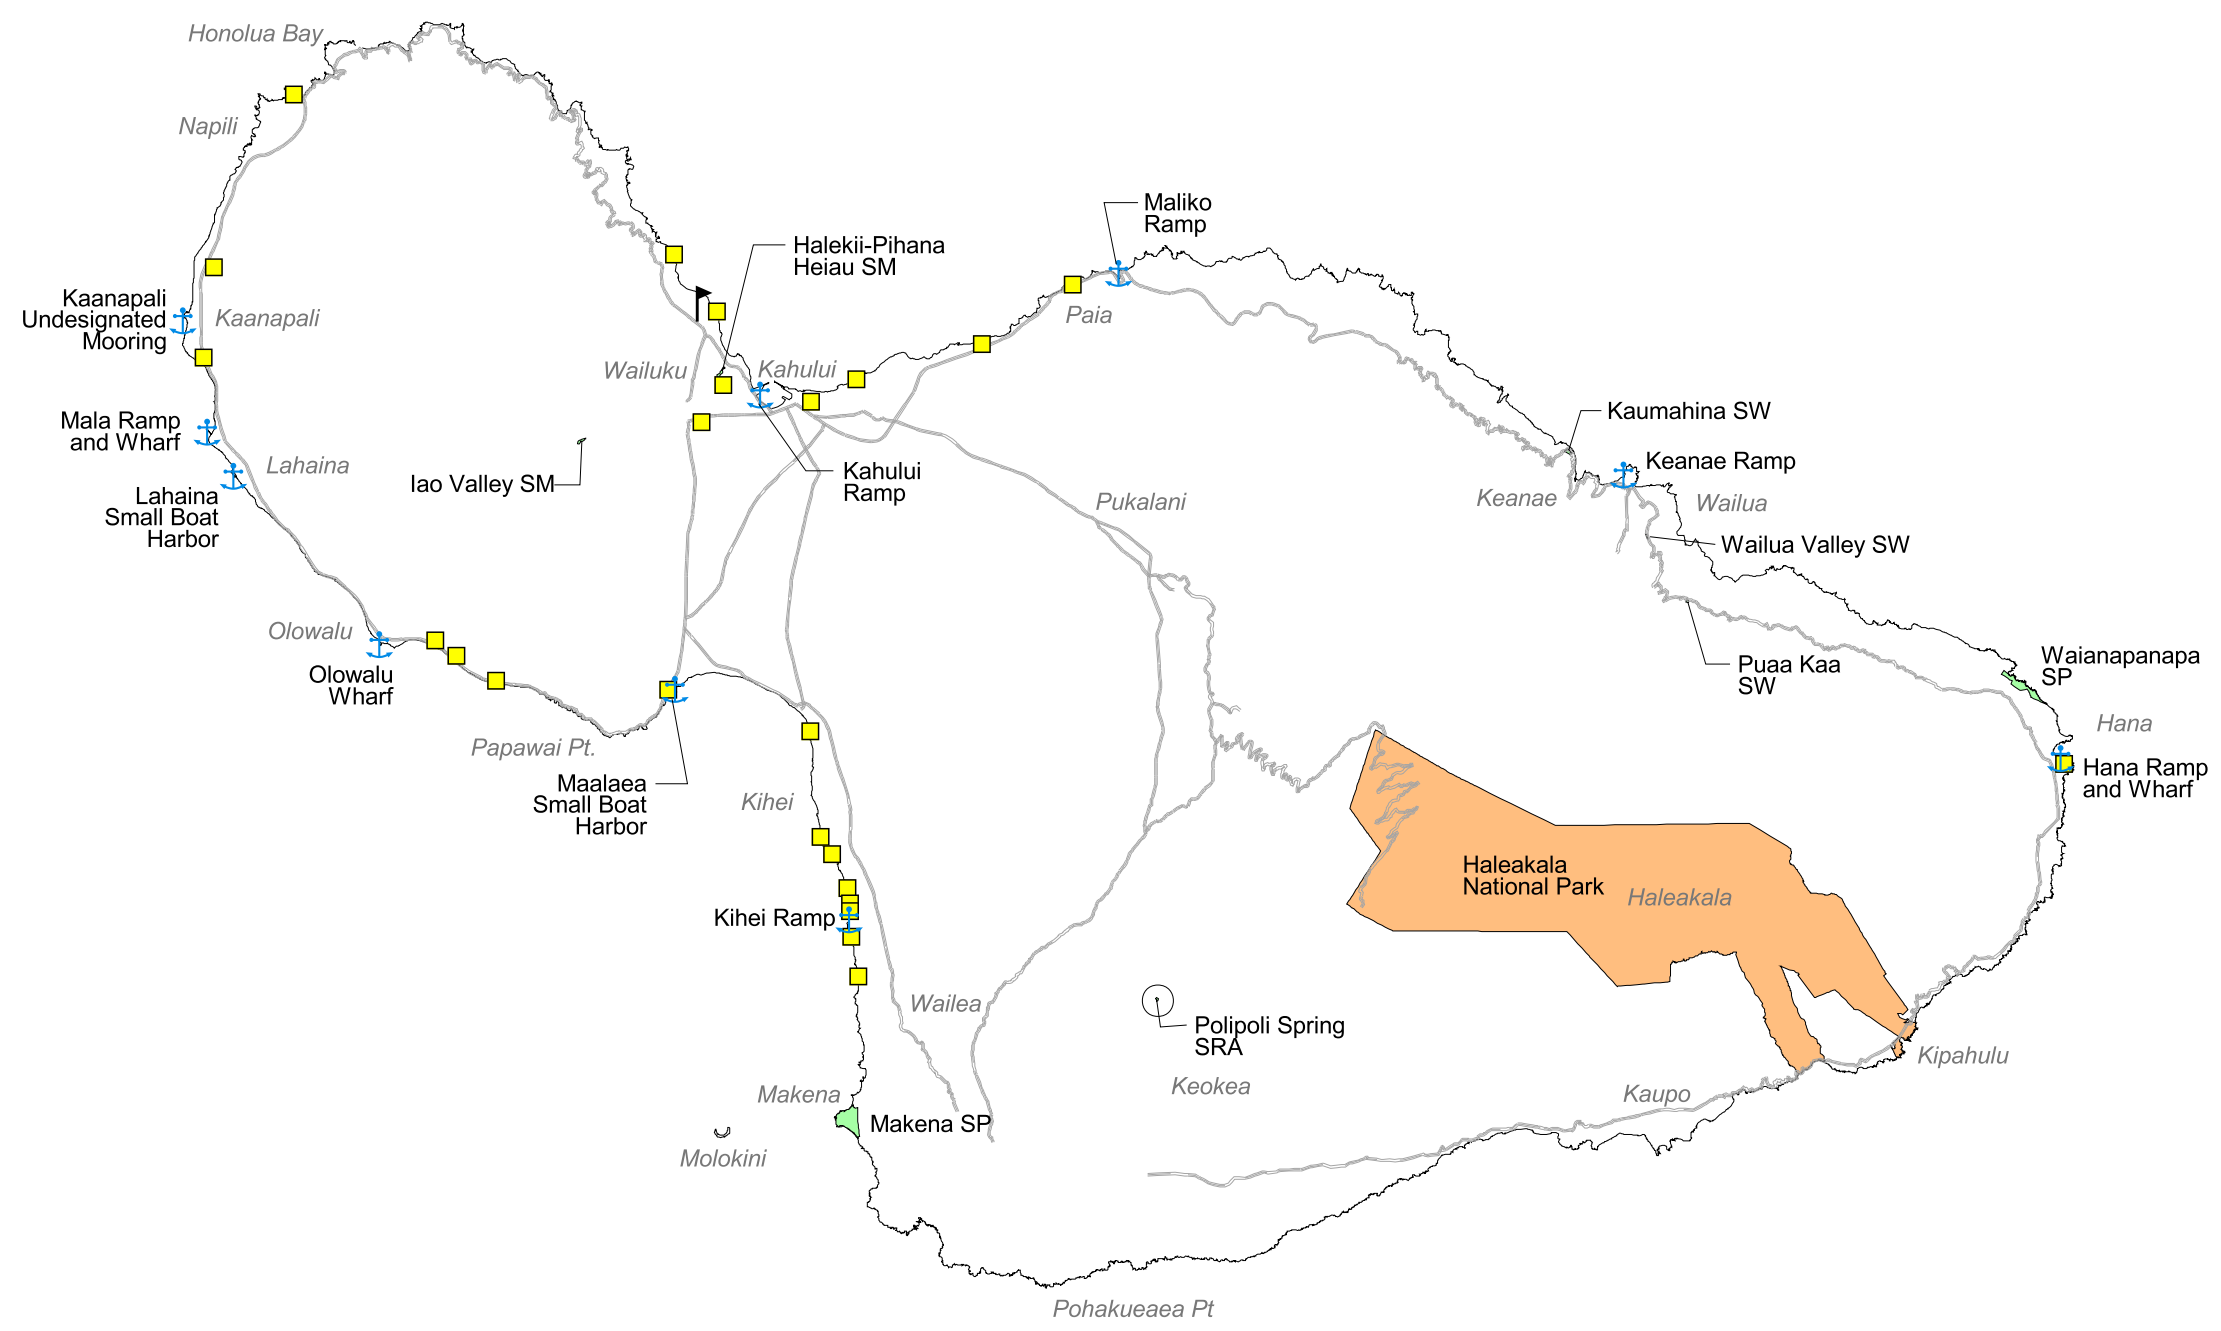 Honolua Bay
Napili
Maliko
Ramp
Halekii-Pihana
Heiau SM
Kaanapali
Undesignated
Mooring
Kaanapali
Paia
Wailuku
Kahului
Mala Ramp
and Wharf
Kaumahina SW
Lahaina
Iao Valley SM
Kahului
Ramp
Keanae Ramp
Pukalani
Keanae
Wailua
Lahaina
Small Boat
Harbor
Wailua Valley SW
Olowalu
Olowalu
Wharf
Puaa Kaa
SW
Waianapanapa
SP
Hana
Papawai Pt.
Maalaea
Small Boat
Harbor
Kihei
Hana Ramp
and Wharf
Haleakala
National Park
Haleakala
Kihei Ramp
Wailea
Polipoli Spring
SRA
Kipahulu
Keokea
Kaupo
Makena
Makena SP
Molokini
Pohakueaea Pt